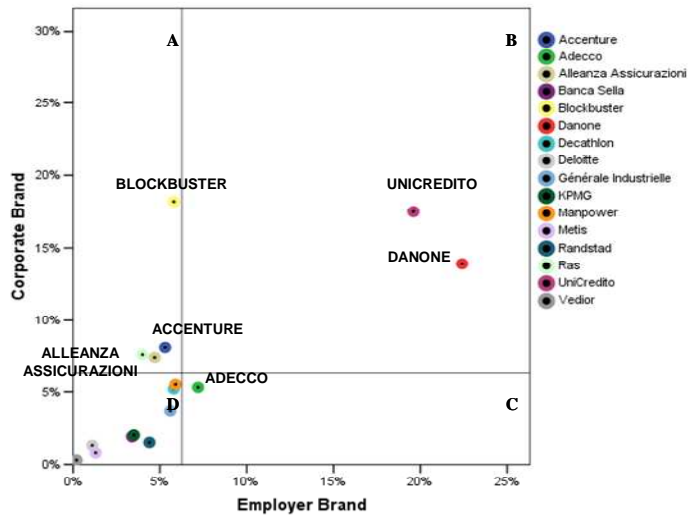 A
B
30%
25%
20%
15%
10%
5%
0%
Corporate Brand
BLOCKBUSTER
UNICREDITO
DANONE
ACCENTURE
ALLEANZA
ASSICURAZIONI
ADECCO
D
C
0%
5%
10%
15%
20%
25%
Employer Brand
Accenture
Adecco
Alleanza Assicurazioni
Banca Sella
Blockbuster
Danone
Decathlon
Deloitte
Générale Industrielle
KPMG
Manpower
Metis
Randstad
Ras
UniCredito
Vedior